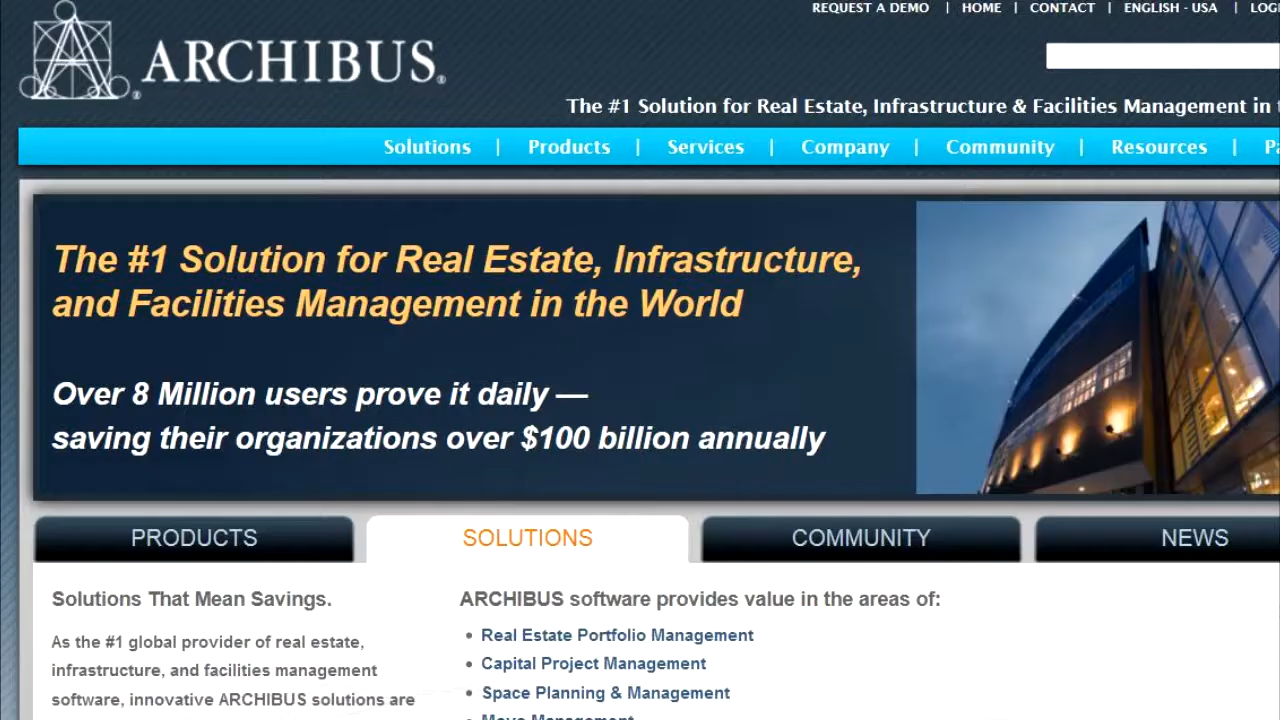 REQUEST A DEMO | HOME | CONTACT | ENGLISH - USA |
ARCHIBUS®
The #1 Solution for Real Estate, Infrastructure & Facilities Management in
Solutions | Products | Services | Company | Community | Resources |
The #1 Solution for Real Estate, Infrastructure,
and Facilities Management in the World
Over 8 Million users prove it daily —
saving their organizations over $100 billion annually
PRODUCTS
SOLUTIONS
COMMUNITY
NEWS
Solutions That Mean Savings.
As the #1 global provider of real estate,
infrastructure, and facilities management
software, innovative ARCHIBUS solutions are
ARCHIBUS software provides value in the areas of:
• Real Estate Portfolio Management
• Capital Project Management
• Space Planning & Management
• Move Management